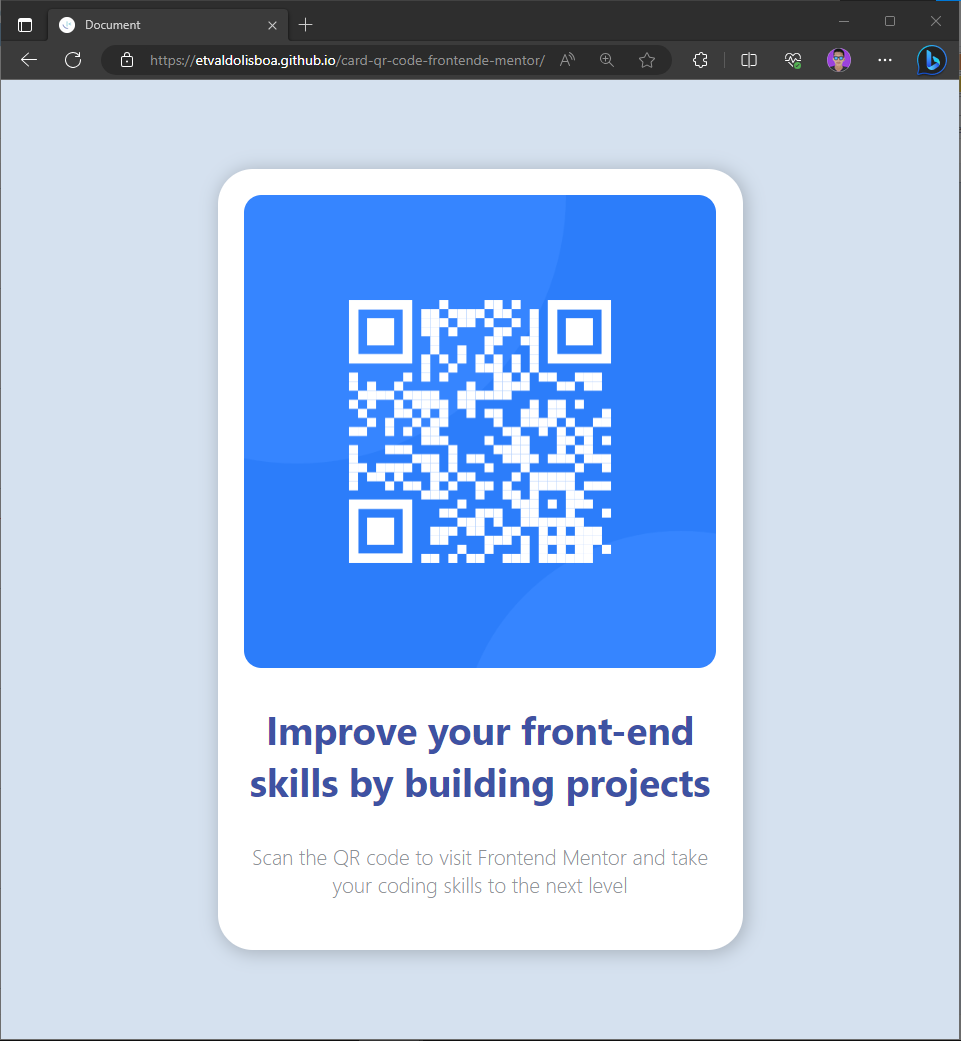 Document
https://etvaldolisboa.github.io/card-qr-code-frontende-mentor/
Improve your front-end
skills by building projects
Scan the QR code to visit Frontend Mentor and take
your coding skills to the next level